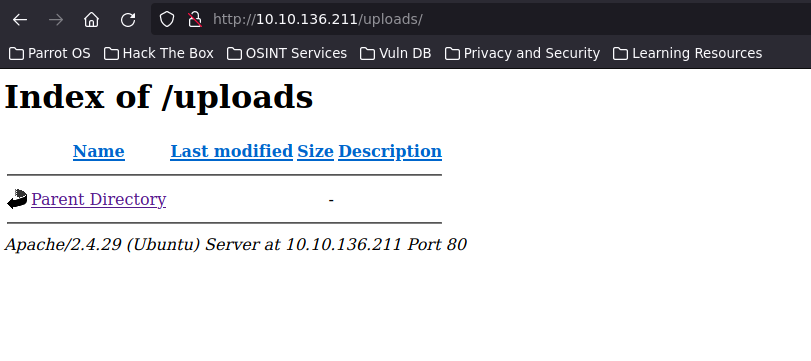 http://10.10.136.211/uploads/
Parrot OS Hack The Box OSINT Services Vuln DB Privacy and Security Learning Resources
Index of /uploads
Name Last modified Size Description
Parent Directory -
Apache/2.4.29 (Ubuntu) Server at 10.10.136.211 Port 80